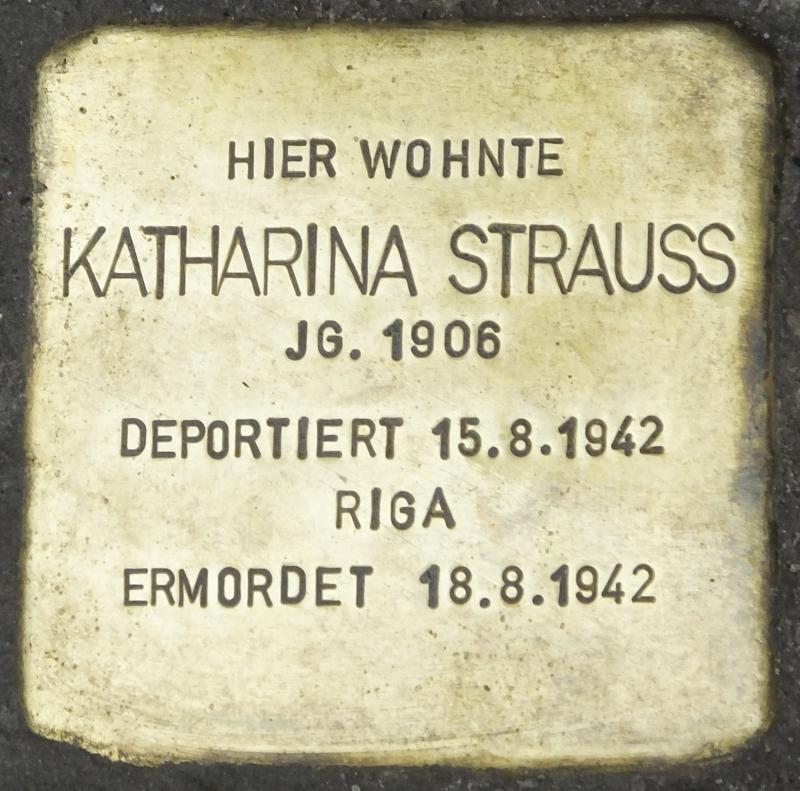 HIER WOHNTE
KATHARINA STRAUSS
JG. 1906
DEPORTIERT 15.8.1942
RIGA
ERMORDET 18.8.1942